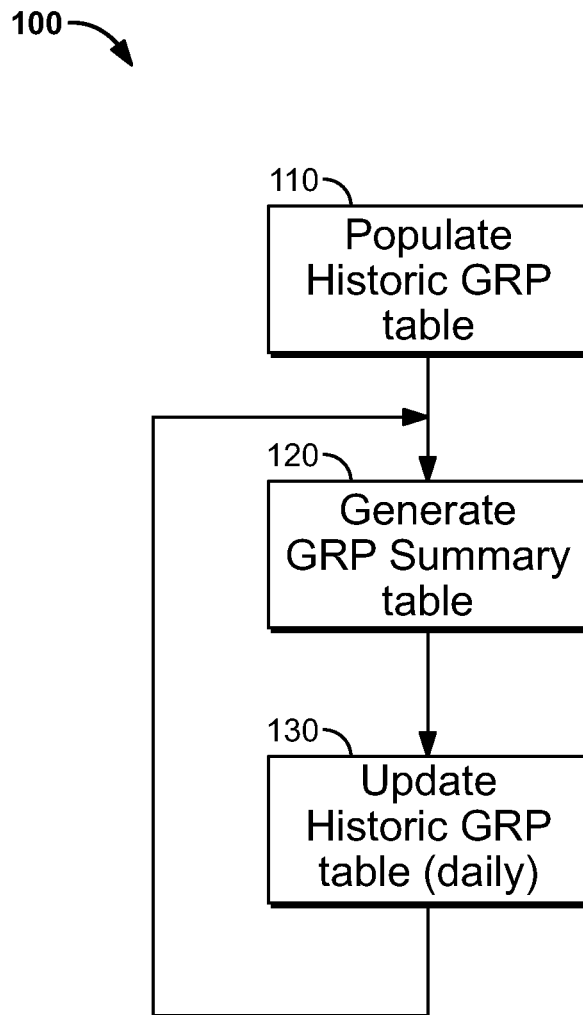 100
110
Populate
Historic GRP
table
120
Generate
GRP Summary
table
130
Update
Historic GRP
table (daily)